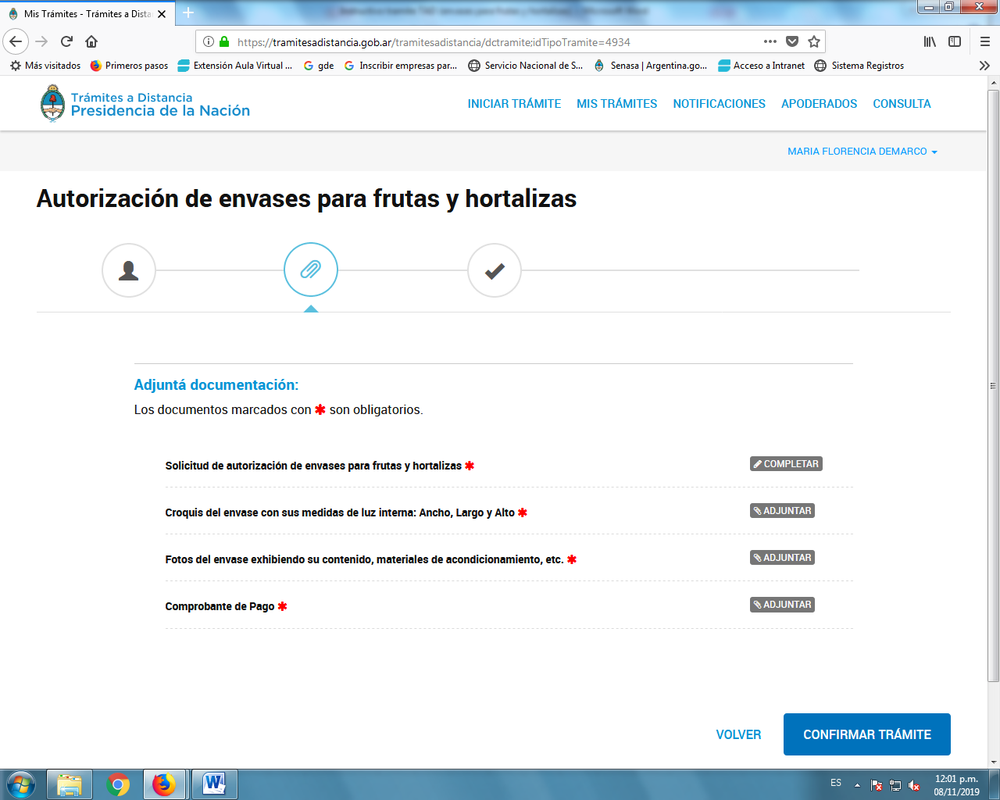 Mis Trámites - Trámites a Dista
https://tramitesadistancia.gob.ar/tramitesadistancia/dctramite;idTipoTramite=4934
Más visitados Primeros pasos Extensión Aula Virtual ... gde Inscribir empresas par... Servicio Nacional de S... Senasa | Argentina.go... Acceso a Intranet Sistema Registros
Trámites a Distancia
Presidencia de la Nación
INICIAR TRÁMITE MIS TRÁMITES NOTIFICACIONES APODERADOS CONSULTA
MARIA FLORENCIA DEMARCO
Autorización de envases para frutas y hortalizas
Adjuntá documentación:
Los documentos marcados con ✱ son obligatorios.
Solicitud de autorización de envases para frutas y hortalizas ✱ COMPLETAR
Croquis del envase con sus medidas de luz interna: Ancho, Largo y Alto ✱ ADJUNTAR
Fotos del envase exhibiendo su contenido, materiales de acondicionamiento, etc. ✱ ADJUNTAR
Comprobante de Pago ✱ ADJUNTAR
VOLVER CONFIRMAR TRÁMITE
ES
12:01 p.m.
08/11/2019